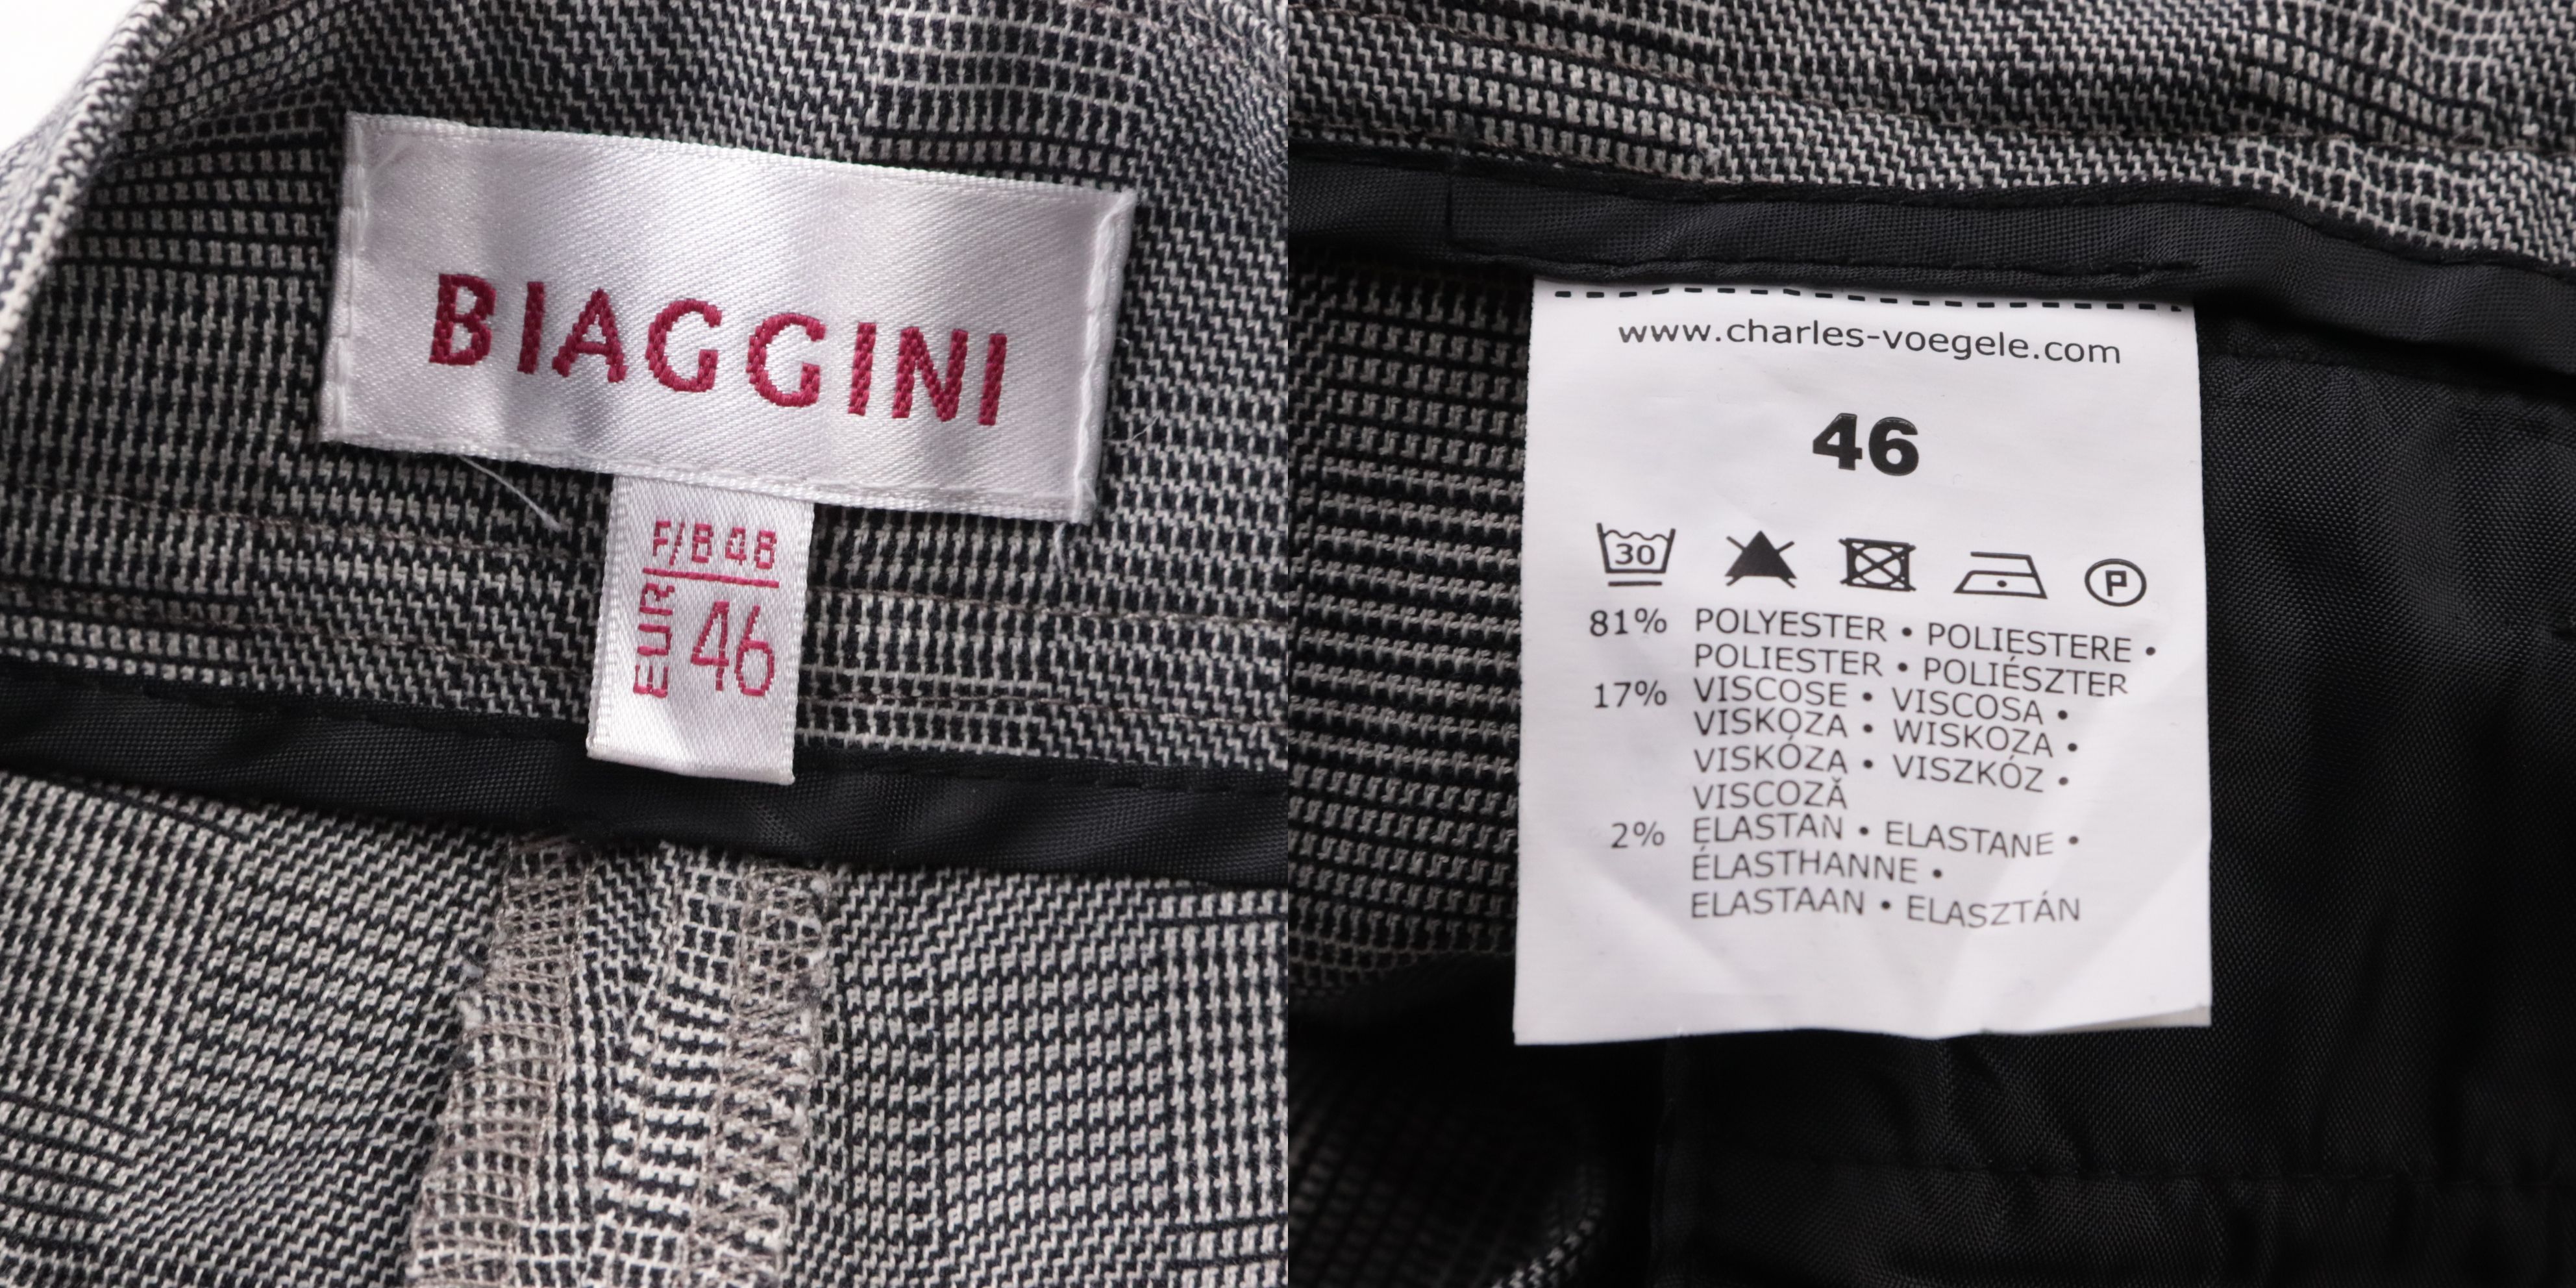 BIAGGINI
F/B 48
EUR 46
www.charles-voegele.com
46
30
P
81% POLYESTER • POLIESTERE •
POLIESTER • POLIÉSZTER
17% VISCOSE • VISCOSA •
VISKOZA • WISKOZA •
VISKÓZA • VISZKÓZ •
VISCOZĂ
2% ELASTAN • ELASTANE •
ÉLASTHANNE •
ELASTAAN • ELASZTÁN